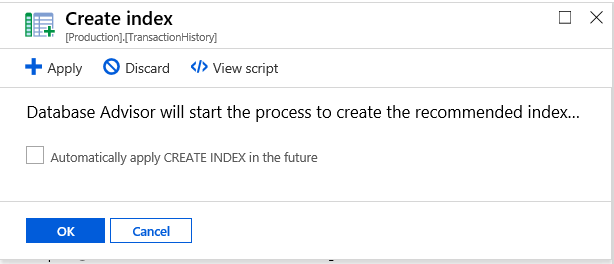 Create index
[Production].[TransactionHistory]
Apply Discard View script
Database Advisor will start the process to create the recommended index...
Automatically apply CREATE INDEX in the future
OK Cancel